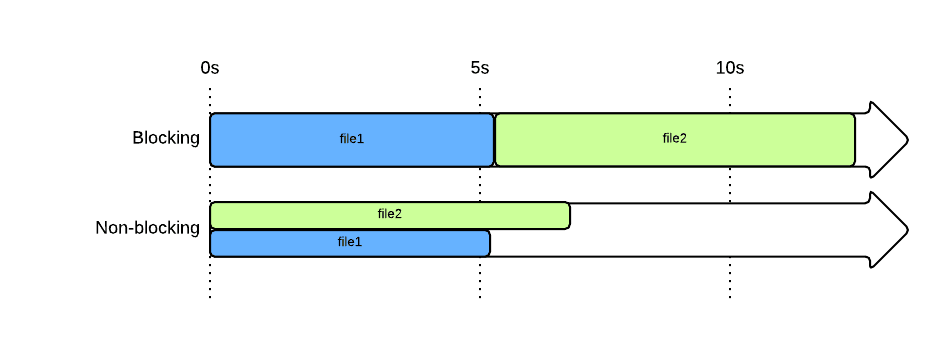 0s 5s 10s
Blocking file1 file2
Non-blocking file2
file1